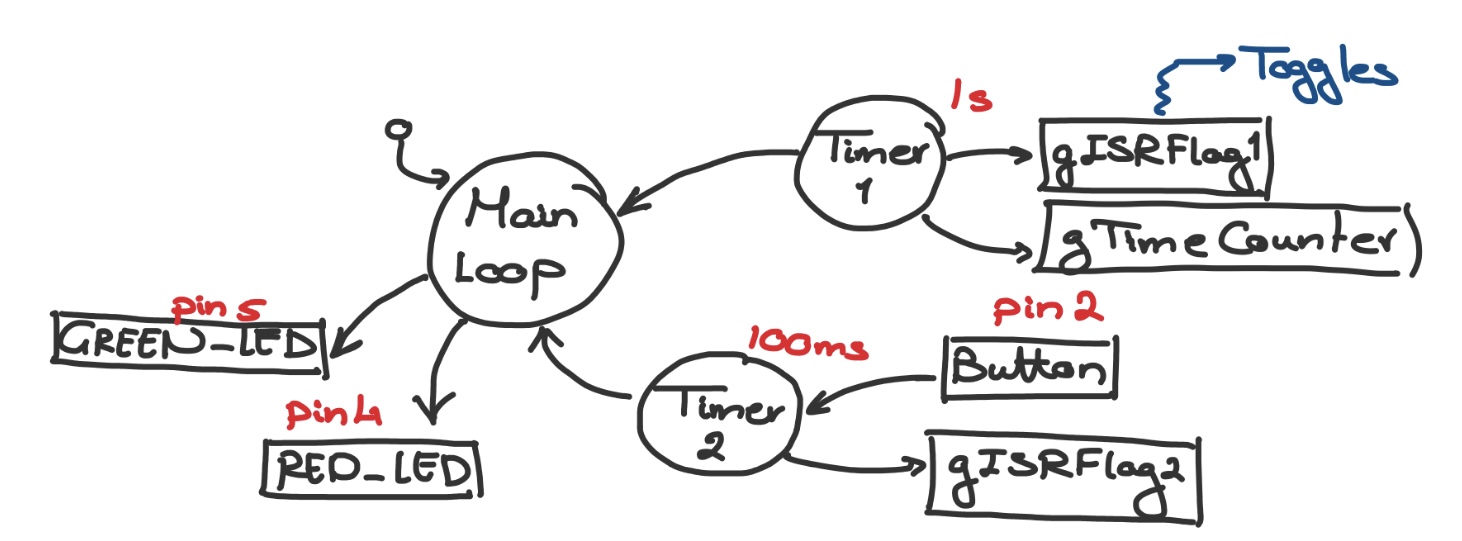 Toggles
1s
Timer
1
gISRFlag1
gTimeCounter
Main
Loop
pin 5
GREEN_LED
pin 4
RED_LED
100ms
Timer
2
pin 2
Button
gISRFlag2